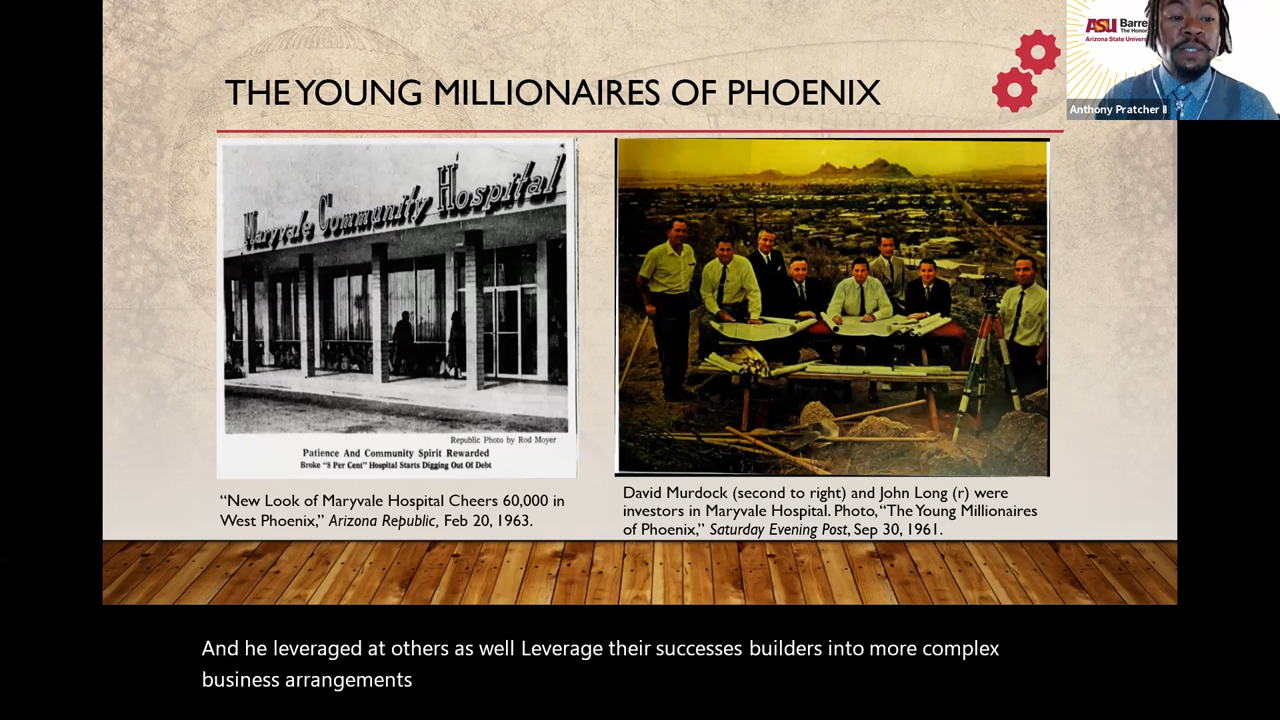 THE YOUNG MILLIONAIRES OF PHOENIX
ASU Barre
The Honor
Arizona State Univers
Anthony Pratcher II
Maryvale Community Hospital
Republic Photo by Rod Moyer
Patience And Community Spirit Rewarded
Broke "8 Per Cent" Hospital Starts Digging Out Of Debt
“New Look of Maryvale Hospital Cheers 60,000 in
West Phoenix,” Arizona Republic, Feb 20, 1963.
David Murdock (second to right) and John Long (r) were
investors in Maryvale Hospital. Photo, “The Young Millionaires
of Phoenix,” Saturday Evening Post, Sep 30, 1961.
And he leveraged at others as well Leverage their successes builders into more complex
business arrangements